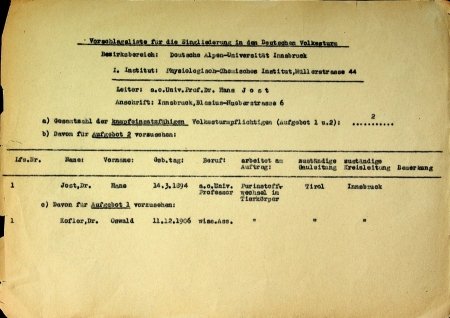 Vorschlagsliste für die Eingliederung in den Deutschen Volkssturm
Bezirksbereich: Deutsche Alpen-Universität Innsbruck
I. Institut: Physiologisch-Chemisches Institut, Müllerstrasse 44
Leiter: a.o.Univ.Prof.Dr. Hans Jost
Anschrift: Innsbruck, Blasius-Hueberstrasse 6
a) Gesamtzahl der kampfeinsatzfähigen Volkssturmpflichtigen (Aufgebot 1 u.2): 2
b) Davon für Aufgebot 2 vorzusehen:
Lfs.Nr. Name: Vorname: Geb.tag: Beruf: arbeitet am Auftrag: zuständige Gauleitung zuständige Kreisleitung Bemerkung
1 Jost,Dr. Hans 14.3.1894 a.o.Univ. Professor Purinstoffwechsel im Tierkörper Tirol Innsbruck
c) Davon für Aufgebot 1 vorzusehen:
1 Kofler,Dr. Oswald 11.12.1906 wiss.Ass. " " "